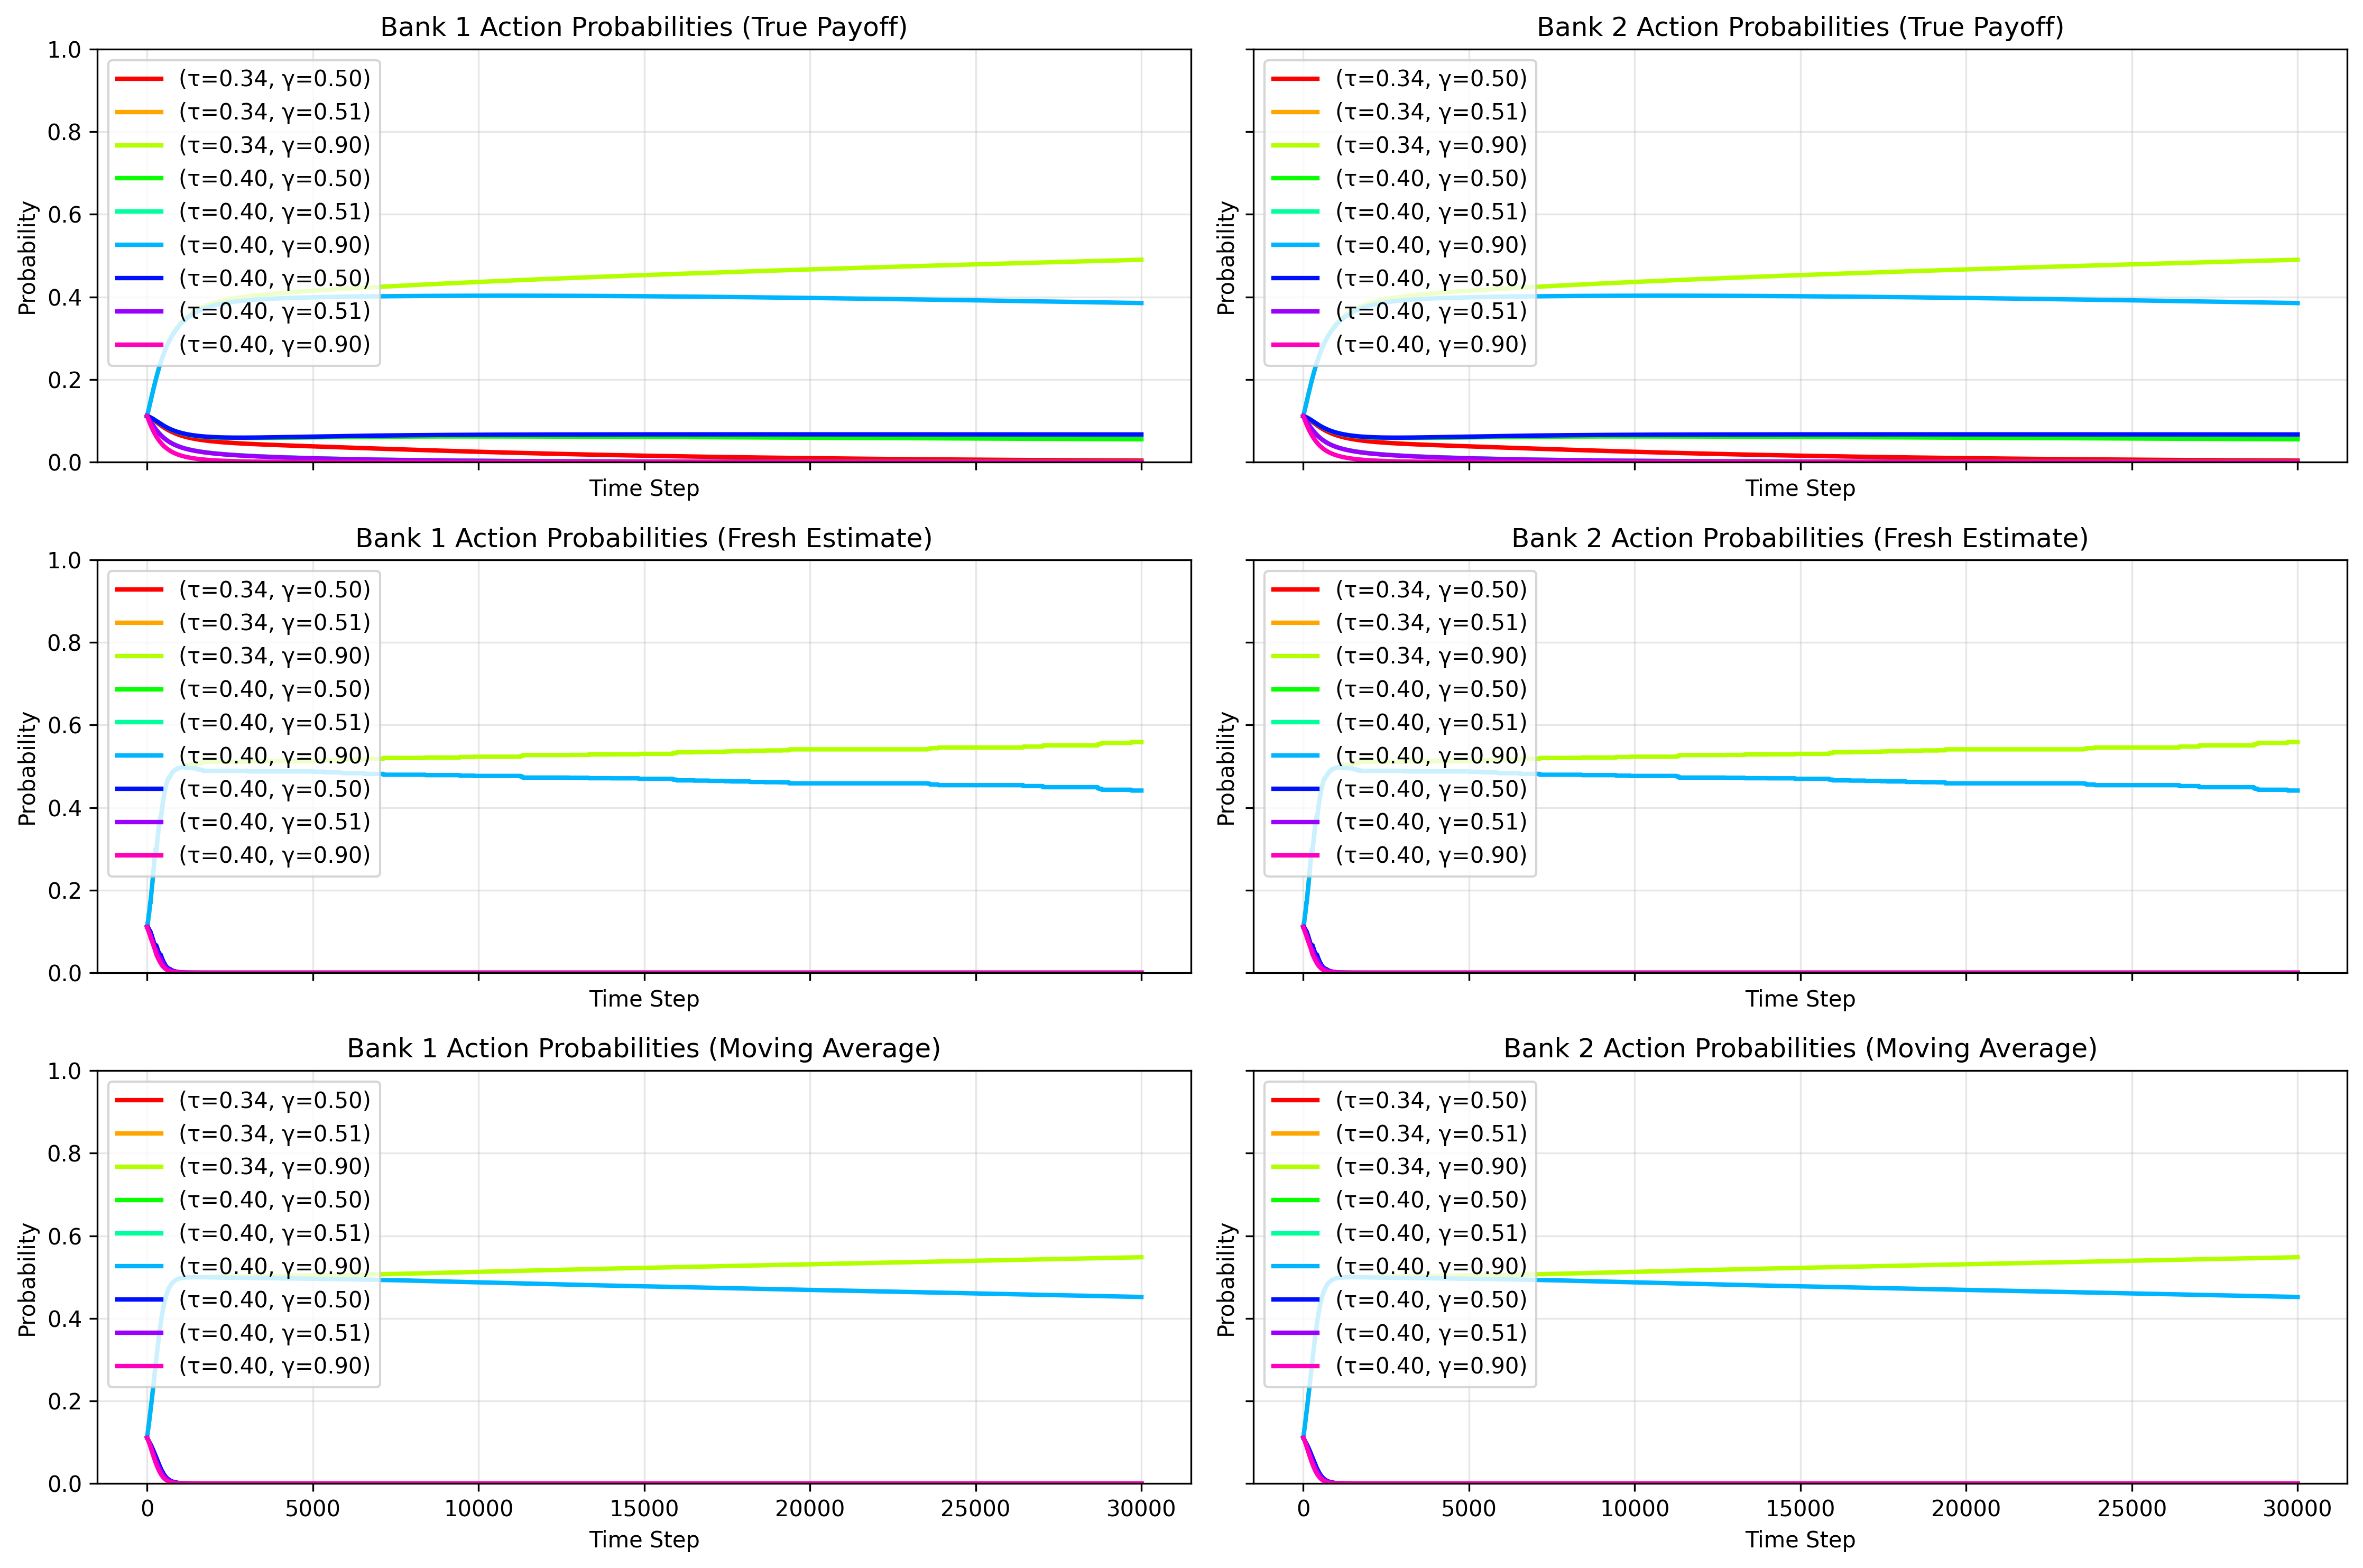 Bank 1 Action Probabilities (True Payoff)
1.0
0.8
0.6
0.4
0.2
0.0
Probability
(τ=0.34, γ=0.50)
(τ=0.34, γ=0.51)
(τ=0.34, γ=0.90)
(τ=0.40, γ=0.50)
(τ=0.40, γ=0.51)
(τ=0.40, γ=0.90)
(τ=0.40, γ=0.50)
(τ=0.40, γ=0.51)
(τ=0.40, γ=0.90)
Time Step
Bank 2 Action Probabilities (True Payoff)
Probability
(τ=0.34, γ=0.50)
(τ=0.34, γ=0.51)
(τ=0.34, γ=0.90)
(τ=0.40, γ=0.50)
(τ=0.40, γ=0.51)
(τ=0.40, γ=0.90)
(τ=0.40, γ=0.50)
(τ=0.40, γ=0.51)
(τ=0.40, γ=0.90)
Time Step
Bank 1 Action Probabilities (Fresh Estimate)
1.0
0.8
0.6
0.4
0.2
0.0
Probability
(τ=0.34, γ=0.50)
(τ=0.34, γ=0.51)
(τ=0.34, γ=0.90)
(τ=0.40, γ=0.50)
(τ=0.40, γ=0.51)
(τ=0.40, γ=0.90)
(τ=0.40, γ=0.50)
(τ=0.40, γ=0.51)
(τ=0.40, γ=0.90)
Time Step
Bank 2 Action Probabilities (Fresh Estimate)
Probability
(τ=0.34, γ=0.50)
(τ=0.34, γ=0.51)
(τ=0.34, γ=0.90)
(τ=0.40, γ=0.50)
(τ=0.40, γ=0.51)
(τ=0.40, γ=0.90)
(τ=0.40, γ=0.50)
(τ=0.40, γ=0.51)
(τ=0.40, γ=0.90)
Time Step
Bank 1 Action Probabilities (Moving Average)
1.0
0.8
0.6
0.4
0.2
0.0
Probability
(τ=0.34, γ=0.50)
(τ=0.34, γ=0.51)
(τ=0.34, γ=0.90)
(τ=0.40, γ=0.50)
(τ=0.40, γ=0.51)
(τ=0.40, γ=0.90)
(τ=0.40, γ=0.50)
(τ=0.40, γ=0.51)
(τ=0.40, γ=0.90)
0 5000 10000 15000 20000 25000 30000
Time Step
Bank 2 Action Probabilities (Moving Average)
Probability
(τ=0.34, γ=0.50)
(τ=0.34, γ=0.51)
(τ=0.34, γ=0.90)
(τ=0.40, γ=0.50)
(τ=0.40, γ=0.51)
(τ=0.40, γ=0.90)
(τ=0.40, γ=0.50)
(τ=0.40, γ=0.51)
(τ=0.40, γ=0.90)
0 5000 10000 15000 20000 25000 30000
Time Step